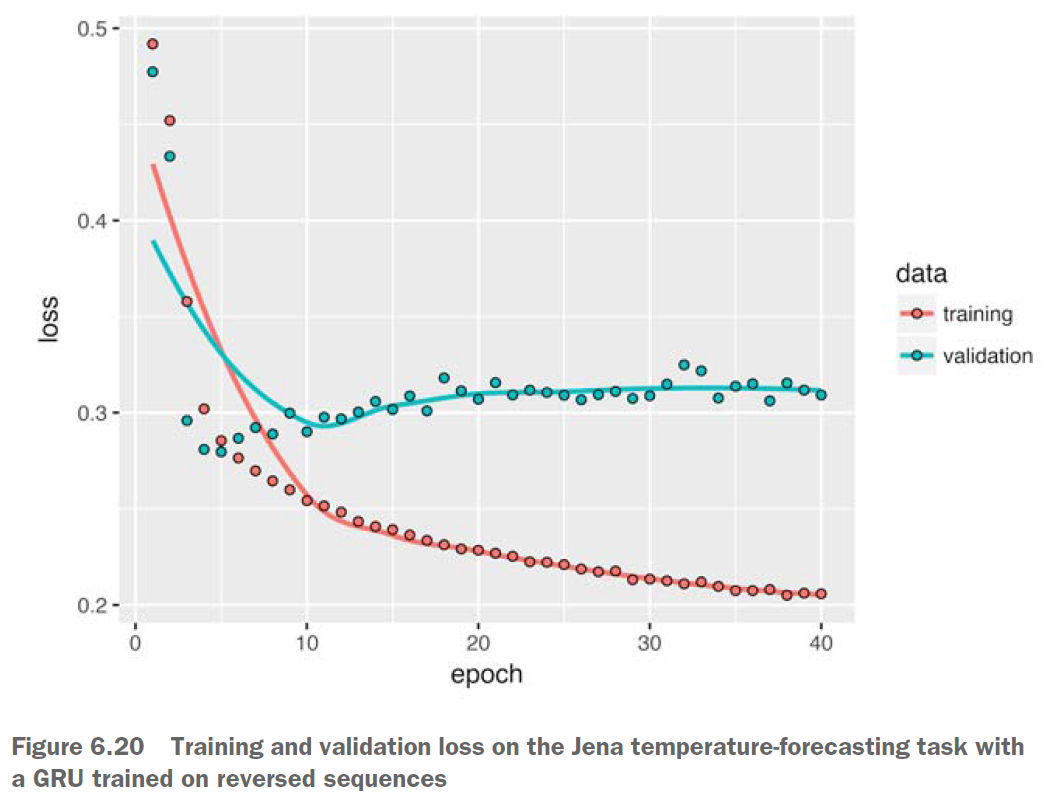 0.5
0.4
0.3
0.2
loss
0
10
20
30
40
epoch
data
training
validation
Figure 6.20 Training and validation loss on the Jena temperature-forecasting task with
a GRU trained on reversed sequences